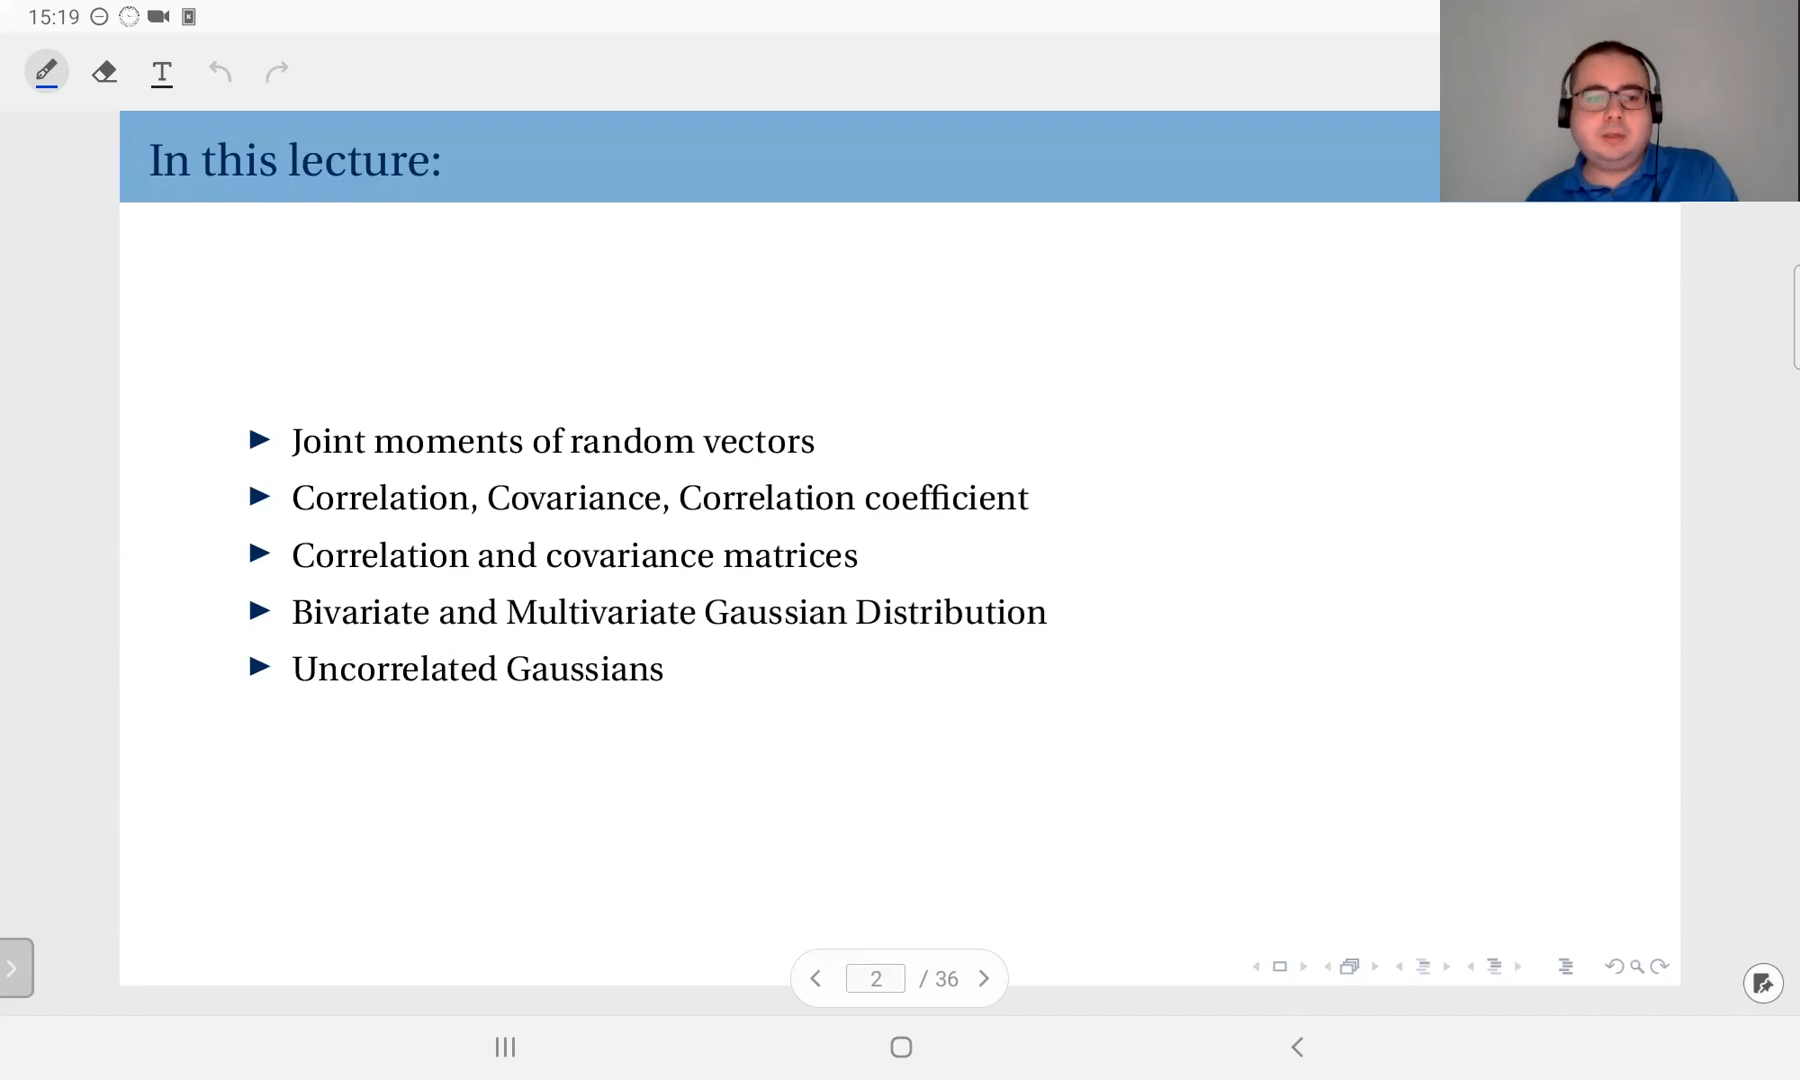 15:19
T
In this lecture:
► Joint moments of random vectors
► Correlation, Covariance, Correlation coefficient
► Correlation and covariance matrices
► Bivariate and Multivariate Gaussian Distribution
► Uncorrelated Gaussians
2 / 36